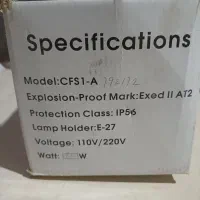 Specifications
Model:CFS1-A
Explosion-Proof Mark:Exed II AT2
Protection Class: IP56
Lamp Holder:E-27
Voltage: 110V/220V
Watt: W